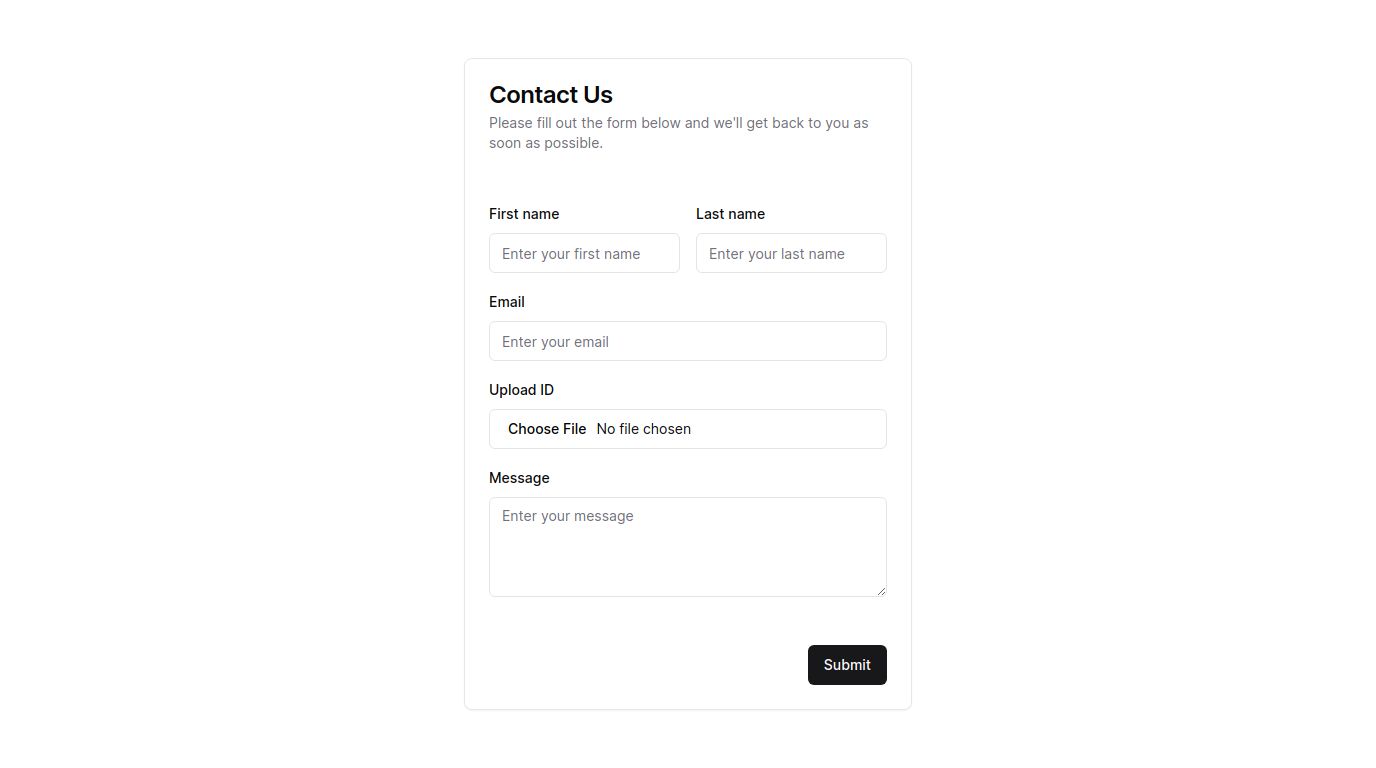 Contact Us
Please fill out the form below and we'll get back to you as
soon as possible.
First name
Last name
Enter your first name
Enter your last name
Email
Enter your email
Upload ID
Choose File No file chosen
Message
Enter your message
Submit